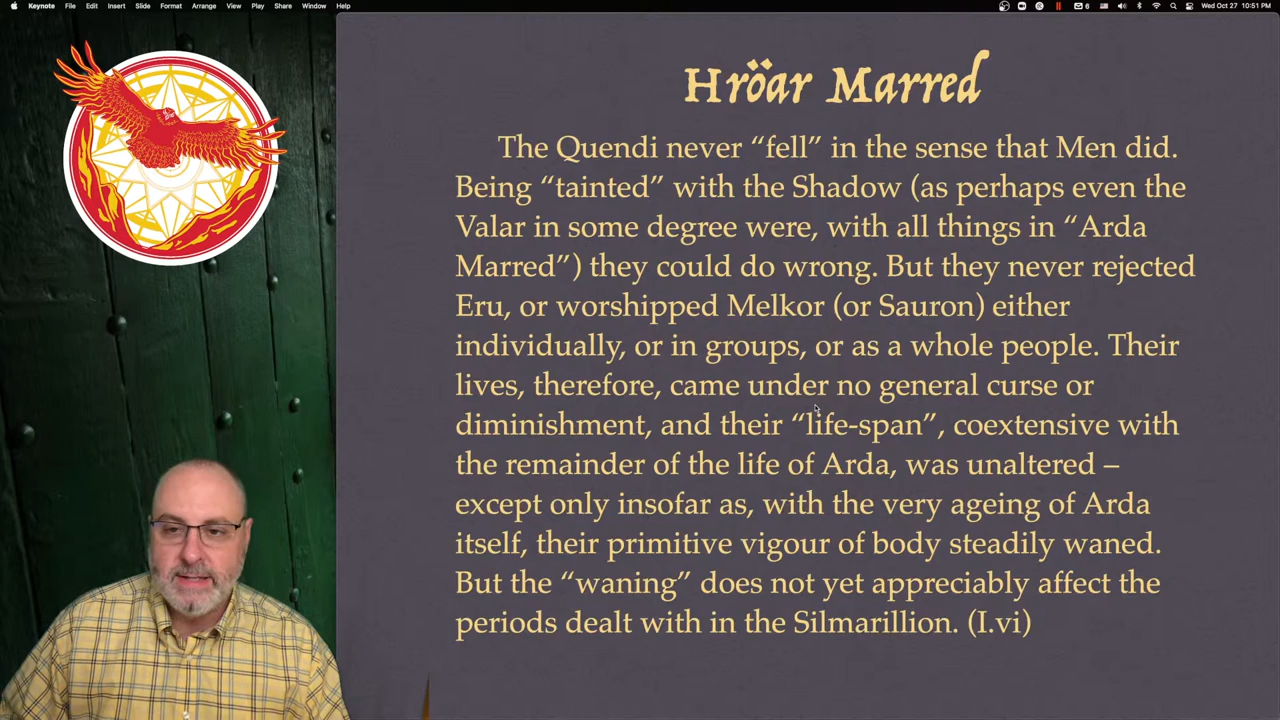 Keynote File Edit Insert Slide Format Arrange View Play Share Window Help 6 Wed Oct 27 10:51 PM
Hröar Marred
The Quendi never “fell” in the sense that Men did.
Being “tainted” with the Shadow (as perhaps even the
Valar in some degree were, with all things in “Arda
Marred”) they could do wrong. But they never rejected
Eru, or worshipped Melkor (or Sauron) either
individually, or in groups, or as a whole people. Their
lives, therefore, came under no general curse or
diminishment, and their “life-span”, coextensive with
the remainder of the life of Arda, was unaltered –
except only insofar as, with the very ageing of Arda
itself, their primitive vigour of body steadily waned.
But the “waning” does not yet appreciably affect the
periods dealt with in the Silmarillion. (I.vi)